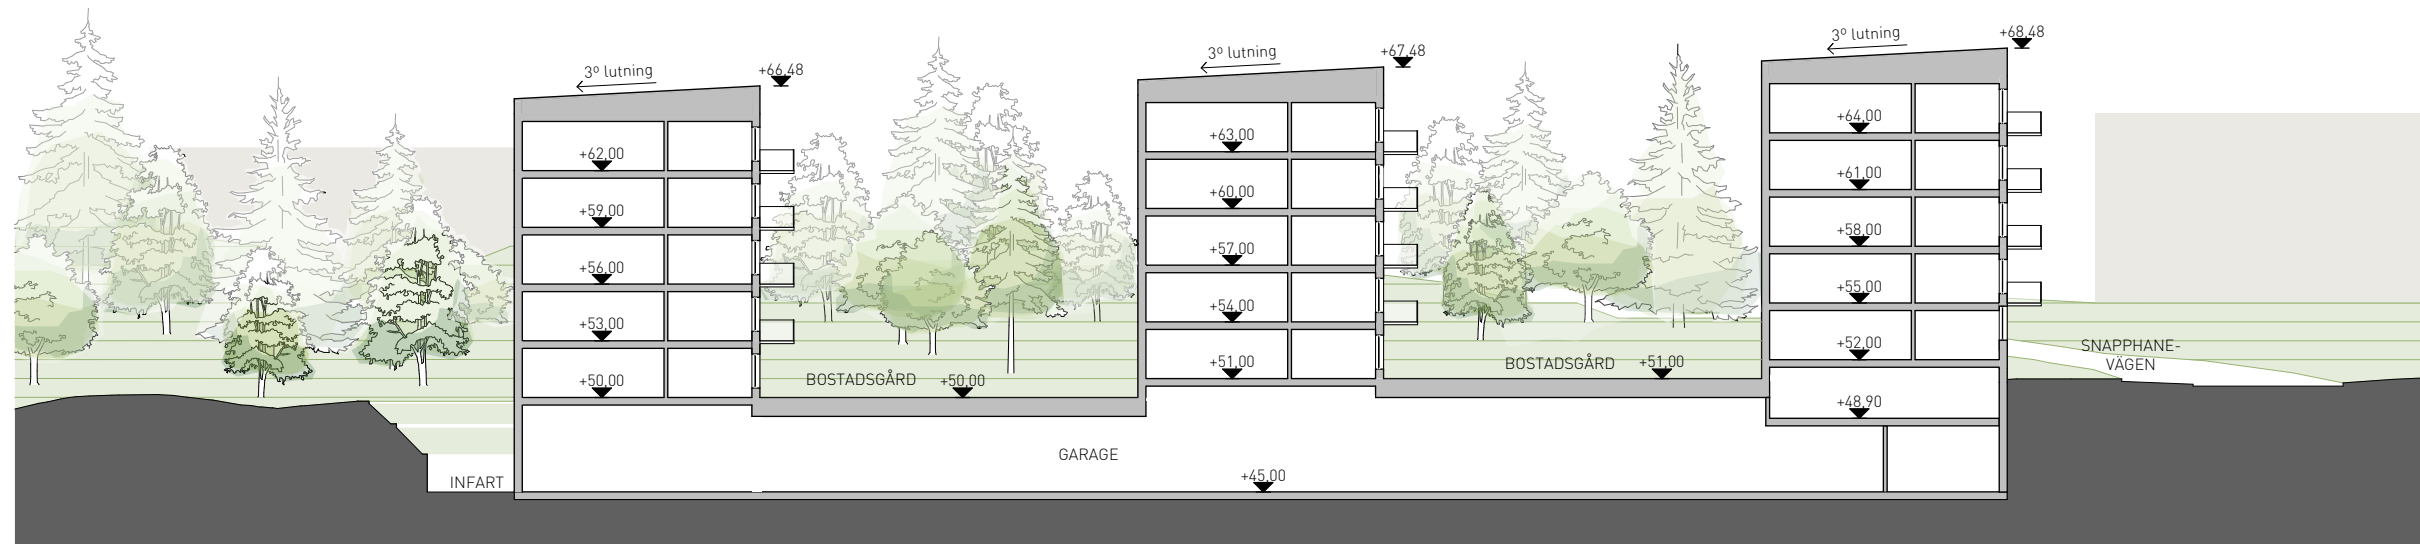 3º lutning
+66,48
+62,00
+59,00
+56,00
+53,00
+50,00
BOSTADSGÅRD +50,00
3º lutning
+67,48
+63,00
+60,00
+57,00
+54,00
+51,00
BOSTADSGÅRD +51,00
3º lutning
+68,48
+64,00
+61,00
+58,00
+55,00
+52,00
+48,90
SNAPPHANE-
VÄGEN
INFART
GARAGE
+45,00